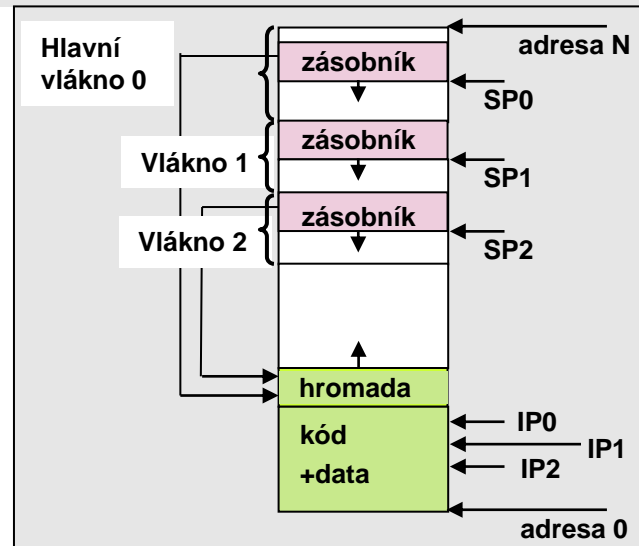 Hlavní
vlákno 0
zásobník
adresa N
SP0
Vlákno 1
zásobník
SP1
Vlákno 2
zásobník
SP2
hromada
kód
+data
IP0
IP1
IP2
adresa 0